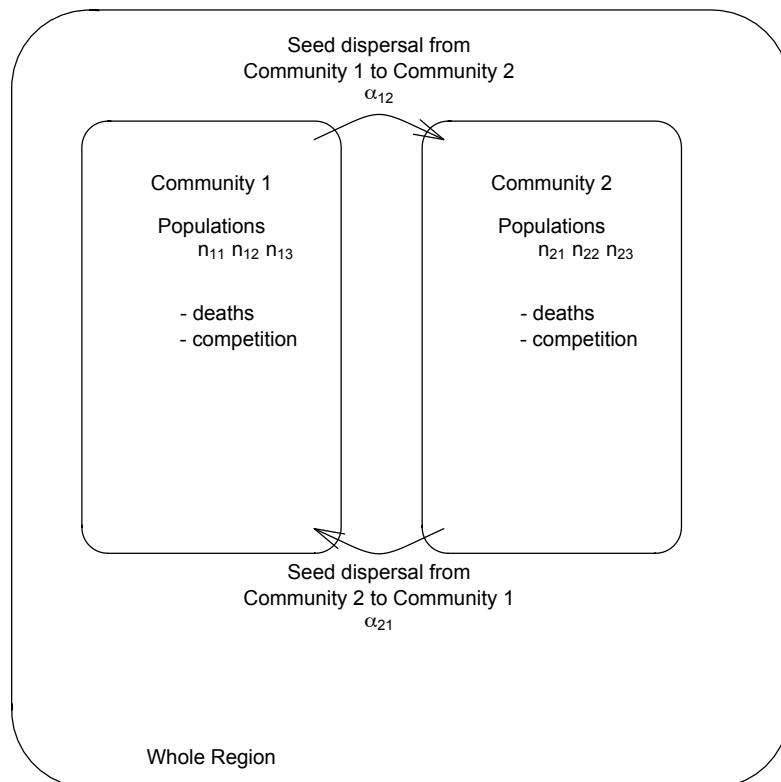 Seed dispersal from
Community 1 to Community 2
α12
Community 1
Populations
n11 n12 n13
- deaths
- competition
Community 2
Populations
n21 n22 n23
- deaths
- competition
Seed dispersal from
Community 2 to Community 1
α21
Whole Region